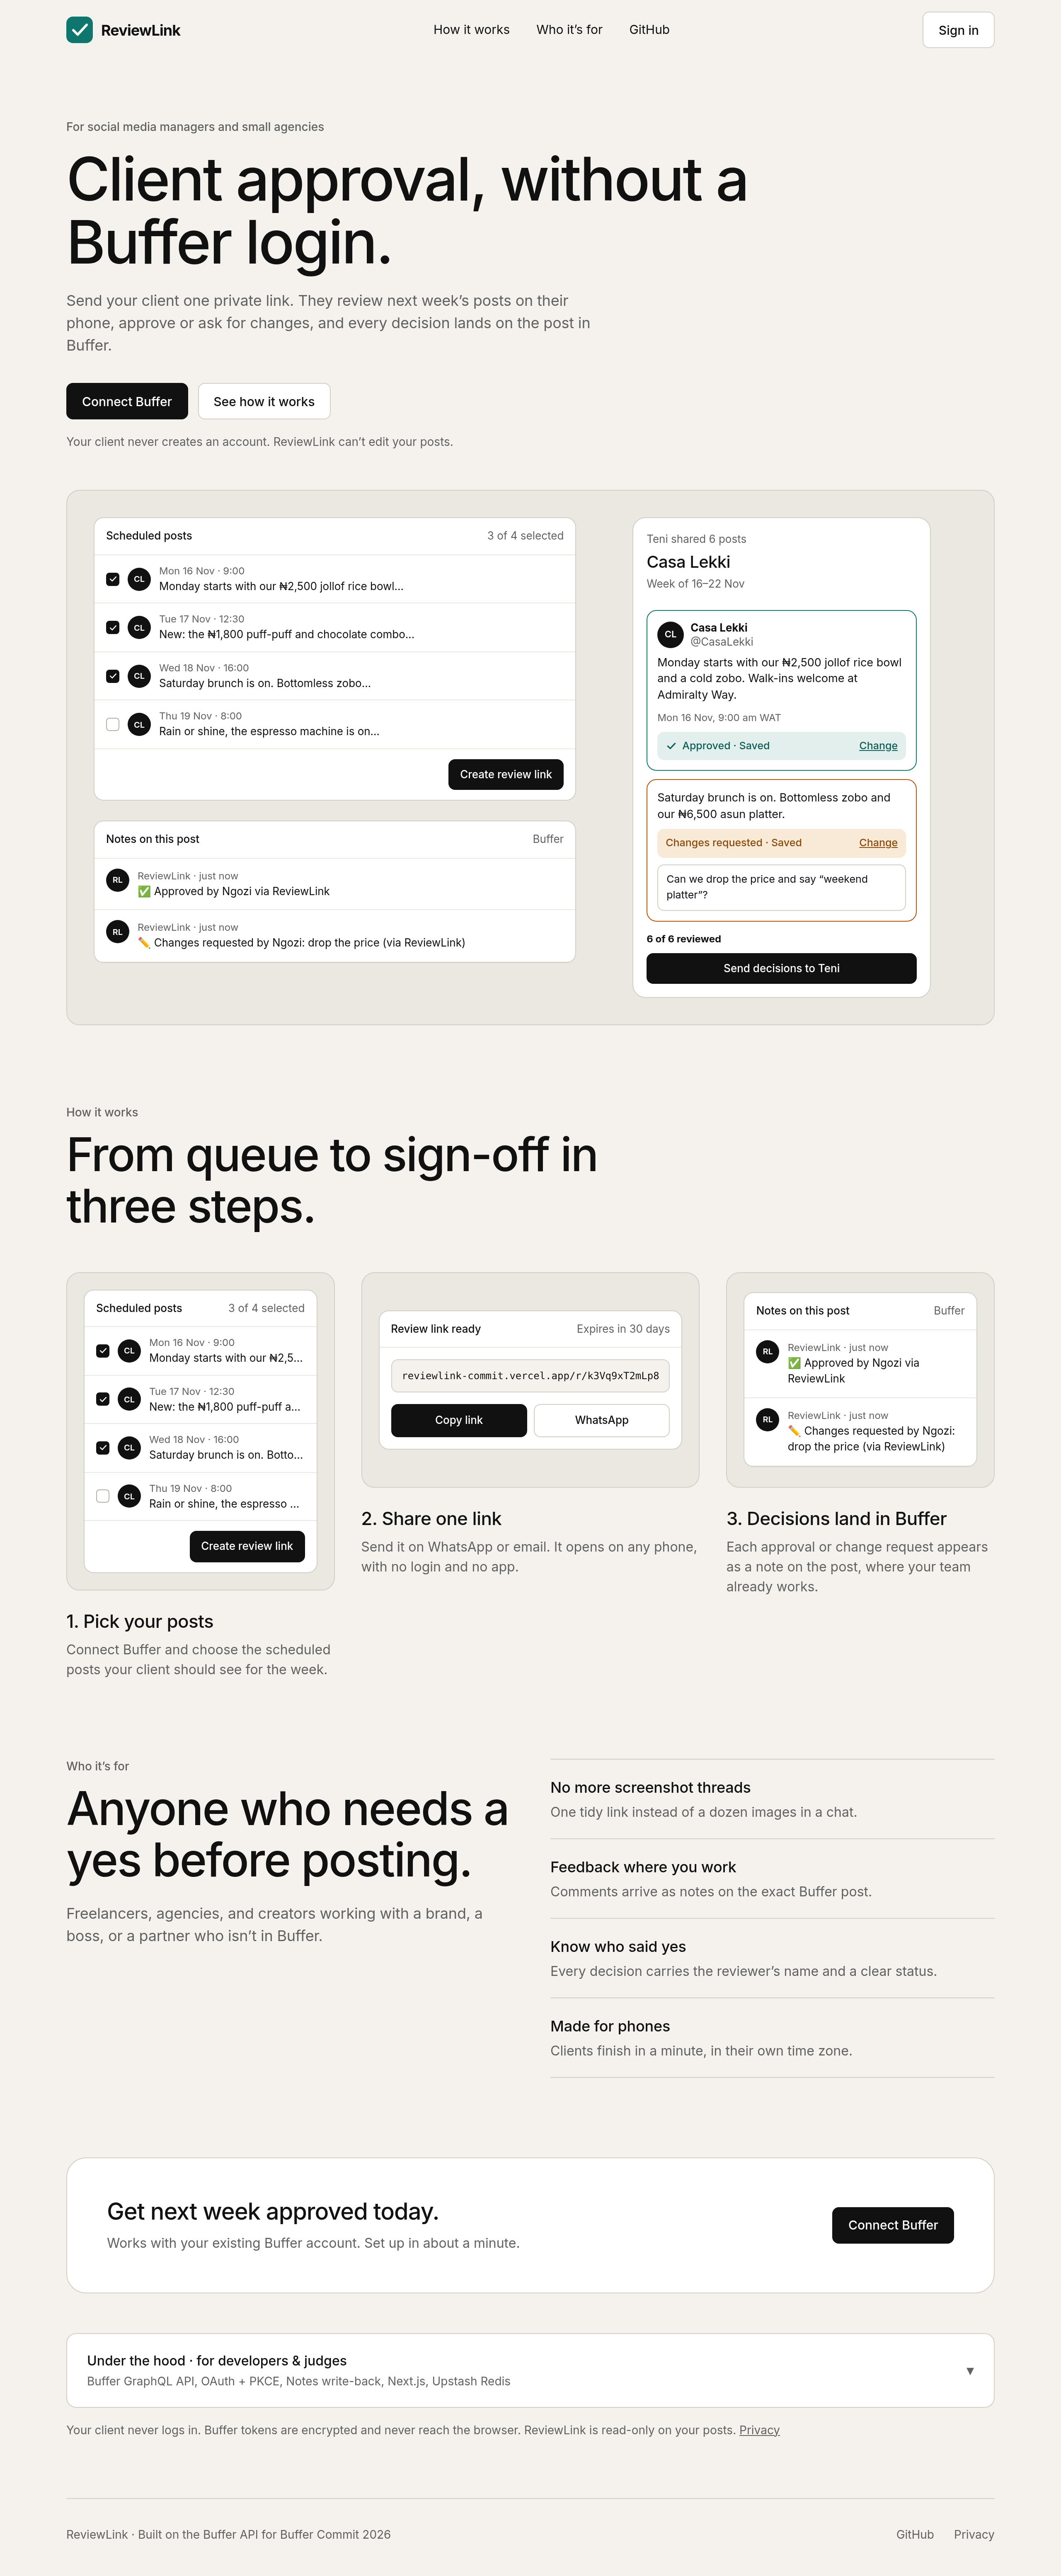 ReviewLink
How it works
Who it’s for
GitHub
Sign in
For social media managers and small agencies
Client approval, without a
Buffer login.
Send your client one private link. They review next week’s posts on their
phone, approve or ask for changes, and every decision lands on the post in
Buffer.
Connect Buffer
See how it works
Your client never creates an account. ReviewLink can’t edit your posts.
Scheduled posts
3 of 4 selected
CL
Mon 16 Nov · 9:00
Monday starts with our ₦2,500 jollof rice bowl…
CL
Tue 17 Nov · 12:30
New: the ₦1,800 puff-puff and chocolate combo…
CL
Wed 18 Nov · 16:00
Saturday brunch is on. Bottomless zobo…
CL
Thu 19 Nov · 8:00
Rain or shine, the espresso machine is on…
Create review link
Notes on this post
Buffer
RL
ReviewLink · just now
✅ Approved by Ngozi via ReviewLink
RL
ReviewLink · just now
✏️ Changes requested by Ngozi: drop the price (via ReviewLink)
Teni shared 6 posts
Casa Lekki
Week of 16–22 Nov
CL
Casa Lekki
@CasaLekki
Monday starts with our ₦2,500 jollof rice bowl
and a cold zobo. Walk-ins welcome at
Admiralty Way.
Mon 16 Nov, 9:00 am WAT
Approved · Saved
Change
Saturday brunch is on. Bottomless zobo and
our ₦6,500 asun platter.
Changes requested · Saved
Change
Can we drop the price and say “weekend
platter”?
6 of 6 reviewed
Send decisions to Teni
How it works
From queue to sign-off in
three steps.
Scheduled posts
3 of 4 selected
CL
Mon 16 Nov · 9:00
Monday starts with our ₦2,5…
CL
Tue 17 Nov · 12:30
New: the ₦1,800 puff-puff a…
CL
Wed 18 Nov · 16:00
Saturday brunch is on. Botto…
CL
Thu 19 Nov · 8:00
Rain or shine, the espresso …
Create review link
1. Pick your posts
Connect Buffer and choose the scheduled
posts your client should see for the week.
Review link ready
Expires in 30 days
reviewlink-commit.vercel.app/r/k3Vq9xT2mLp8
Copy link
WhatsApp
2. Share one link
Send it on WhatsApp or email. It opens on any phone,
with no login and no app.
Notes on this post
Buffer
RL
ReviewLink · just now
✅ Approved by Ngozi via
ReviewLink
RL
ReviewLink · just now
✏️ Changes requested by Ngozi:
drop the price (via ReviewLink)
3. Decisions land in Buffer
Each approval or change request appears
as a note on the post, where your team
already works.
Who it’s for
Anyone who needs a
yes before posting.
Freelancers, agencies, and creators working with a brand, a
boss, or a partner who isn’t in Buffer.
No more screenshot threads
One tidy link instead of a dozen images in a chat.
Feedback where you work
Comments arrive as notes on the exact Buffer post.
Know who said yes
Every decision carries the reviewer’s name and a clear status.
Made for phones
Clients finish in a minute, in their own time zone.
Get next week approved today.
Works with your existing Buffer account. Set up in about a minute.
Connect Buffer
Under the hood · for developers & judges
Buffer GraphQL API, OAuth + PKCE, Notes write-back, Next.js, Upstash Redis
▾
Your client never logs in. Buffer tokens are encrypted and never reach the browser. ReviewLink is read-only on your posts. Privacy
ReviewLink · Built on the Buffer API for Buffer Commit 2026
GitHub
Privacy